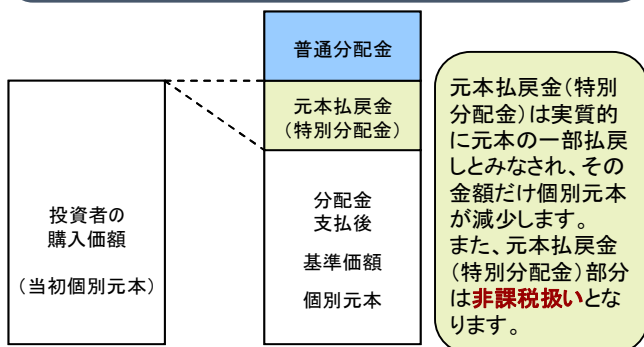 普通分配金
元本払戻金
(特別分配金)
投資者の
購入価額
(当初個別元本)
分配金
支払後
基準価額
個別元本
元本払戻金(特別
分配金)は実質的
に元本の一部払戻
しとみなされ、その
金額だけ個別元本
が減少します。
また、元本払戻金
(特別分配金)部分
は非課税扱いとな
ります。